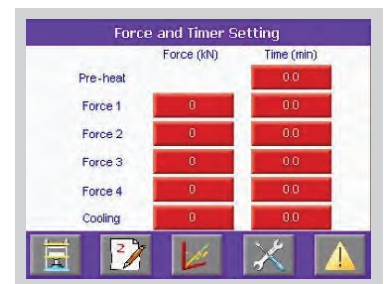 Force and Timer Setting
Force (kN) Time (min)
Pre-heat 0.0
Force 1 0 0.0
Force 2 0 0.0
Force 3 0 0.0
Force 4 0 0.0
Cooling 0 0.0
2